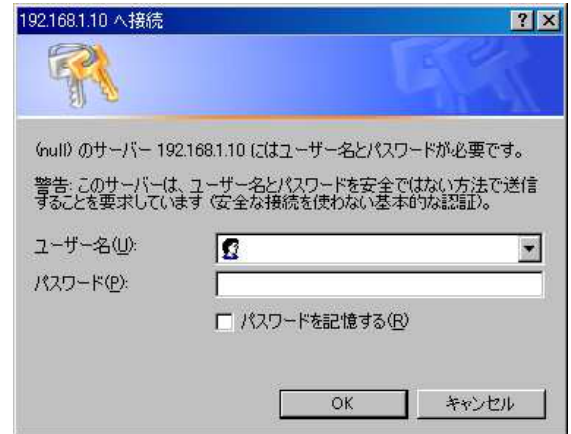 192.168.1.10 へ接続
(null) のサーバー 192.168.1.10 にはユーザー名とパスワードが必要です。
警告: このサーバーは、ユーザー名とパスワードを安全ではない方法で送信
することを要求しています (安全な接続を使わない基本的な認証)。
ユーザー名(U):
パスワード(P):
パスワードを記憶する(R)
OK キャンセル